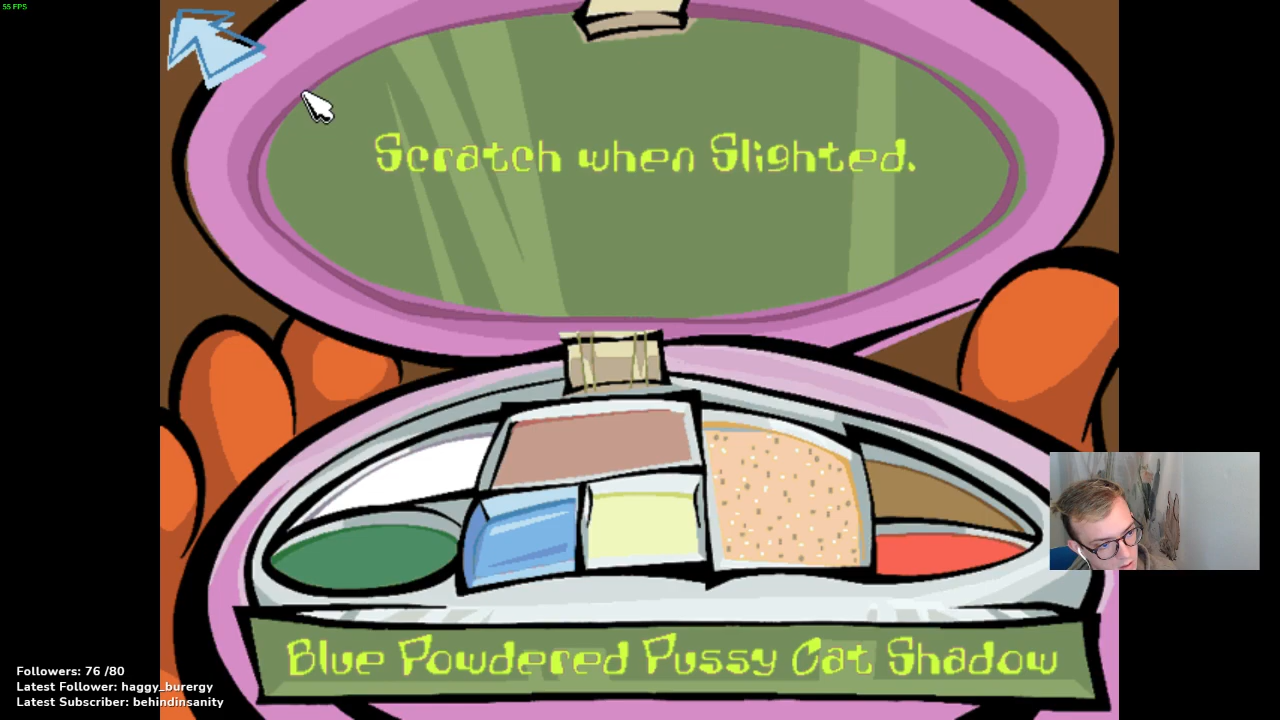 55 FPS
Scratch when Slighted.
Blue Powdered Pussy Cat Shadow
Followers: 76 /80
Latest Follower: haggy_burergy
Latest Subscriber: behindinsanity